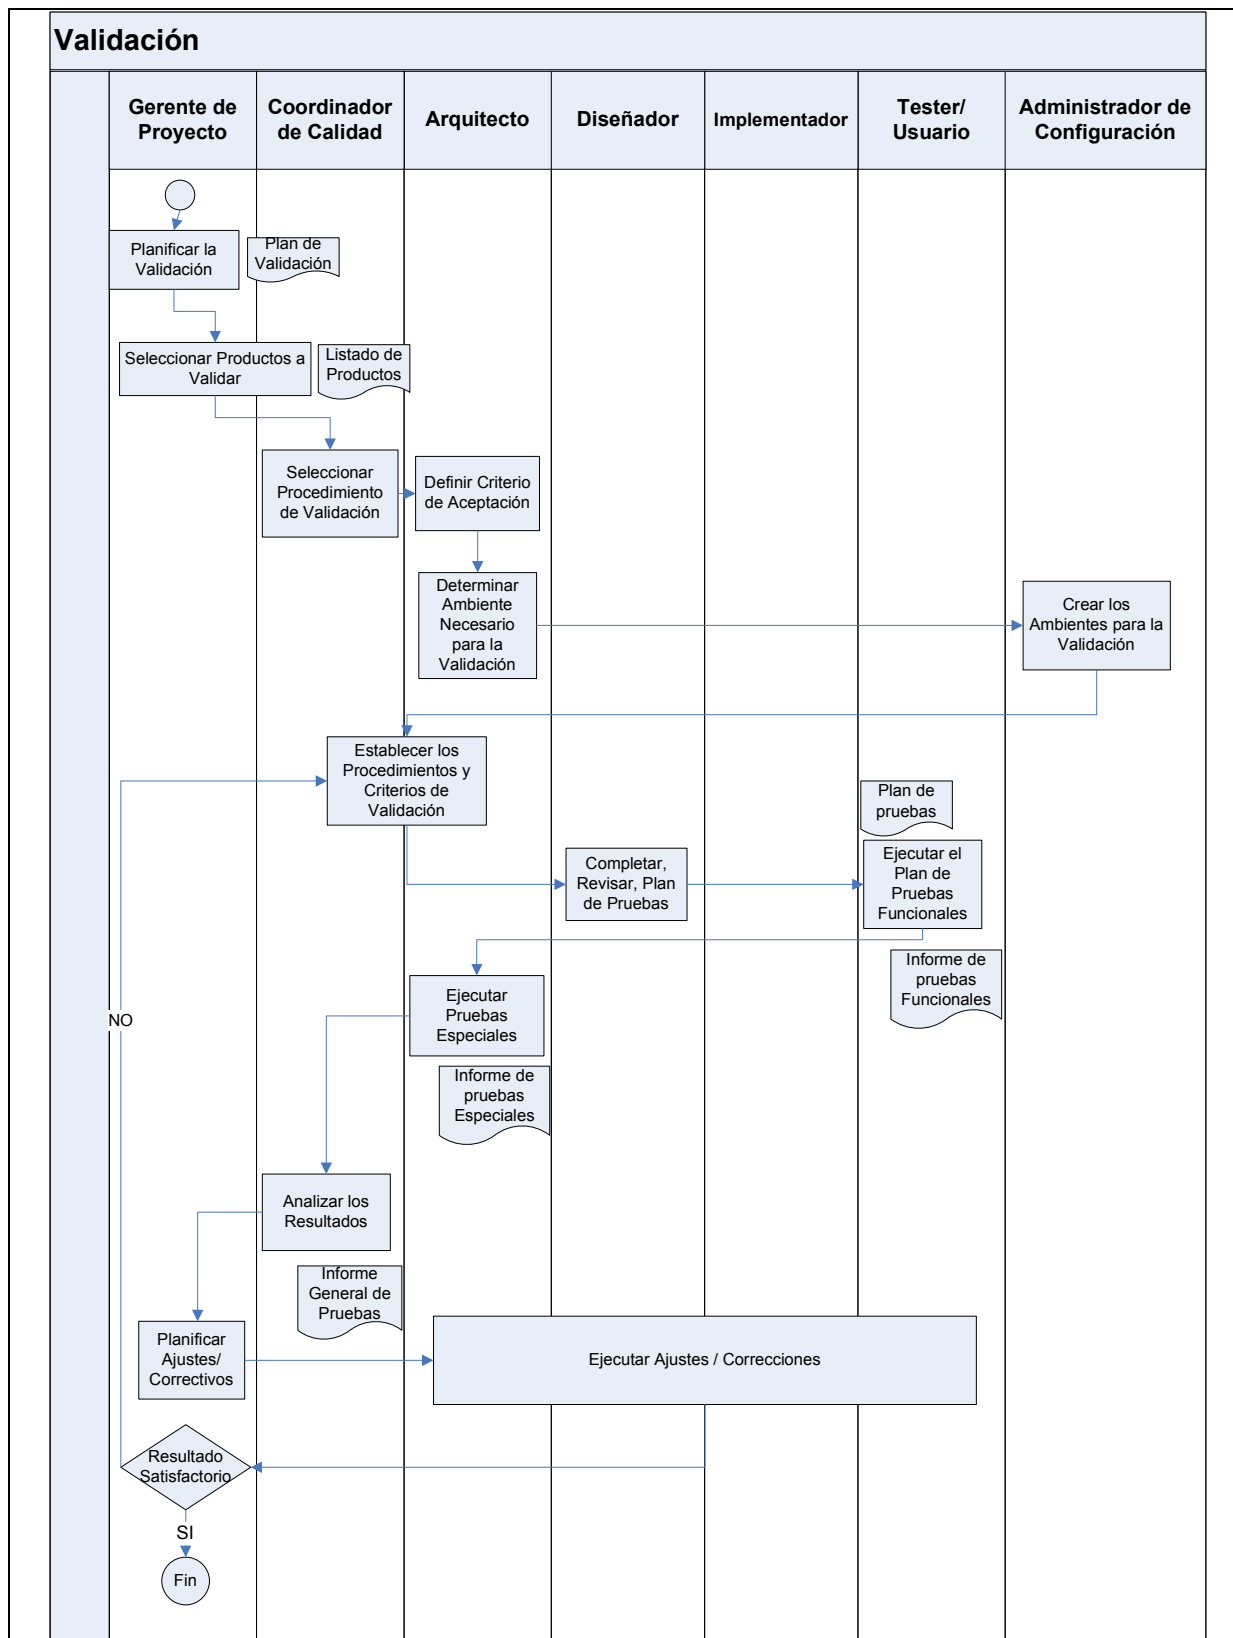 Validación
Gerente de
Proyecto
Coordinador
de Calidad
Arquitecto
Diseñador
Implementador
Tester/
Usuario
Administrador de
Configuración
Planificar la
Validación
Plan de
Validación
Seleccionar Productos a
Validar
Listado de
Productos
Seleccionar
Procedimiento
de Validación
Definir Criterio
de Aceptación
Determinar
Ambiente
Necesario
para la
Validación
Crear los
Ambientes para la
Validación
Establecer los
Procedimientos y
Criterios de
Validación
Plan de
pruebas
Completar,
Revisar, Plan
de Pruebas
Ejecutar el
Plan de
Pruebas
Funcionales
Informe de
pruebas
Funcionales
Ejecutar
Pruebas
Especiales
NO
Informe de
pruebas
Especiales
Analizar los
Resultados
Informe
General de
Pruebas
Planificar
Ajustes/
Correctivos
Ejecutar Ajustes / Correcciones
Resultado
Satisfactorio
SI
Fin